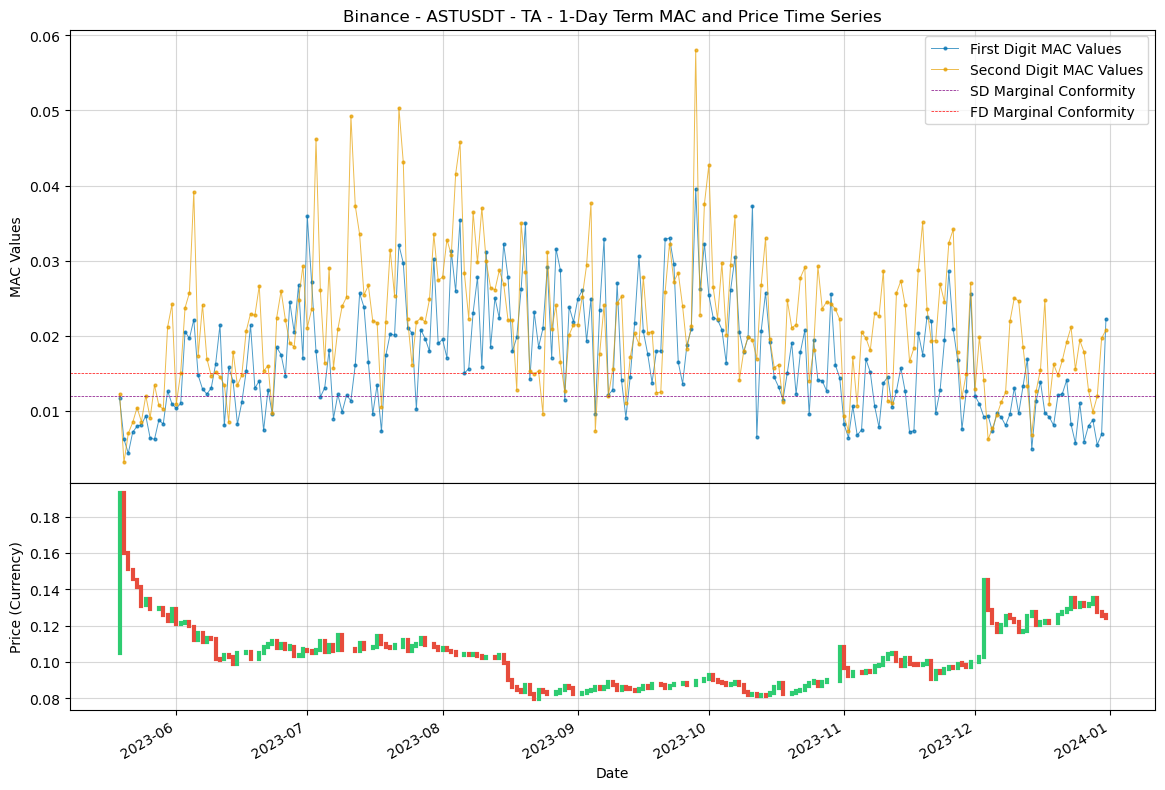 Binance - ASTUSDT - TA - 1-Day Term MAC and Price Time Series
0.06
0.05
0.04
0.03
0.02
0.01
MAC Values
First Digit MAC Values
Second Digit MAC Values
SD Marginal Conformity
FD Marginal Conformity
0.18
0.16
0.14
0.12
0.10
0.08
Price (Currency)
2023-06
2023-07
2023-08
2023-09
2023-10
2023-11
2023-12
2024-01
Date